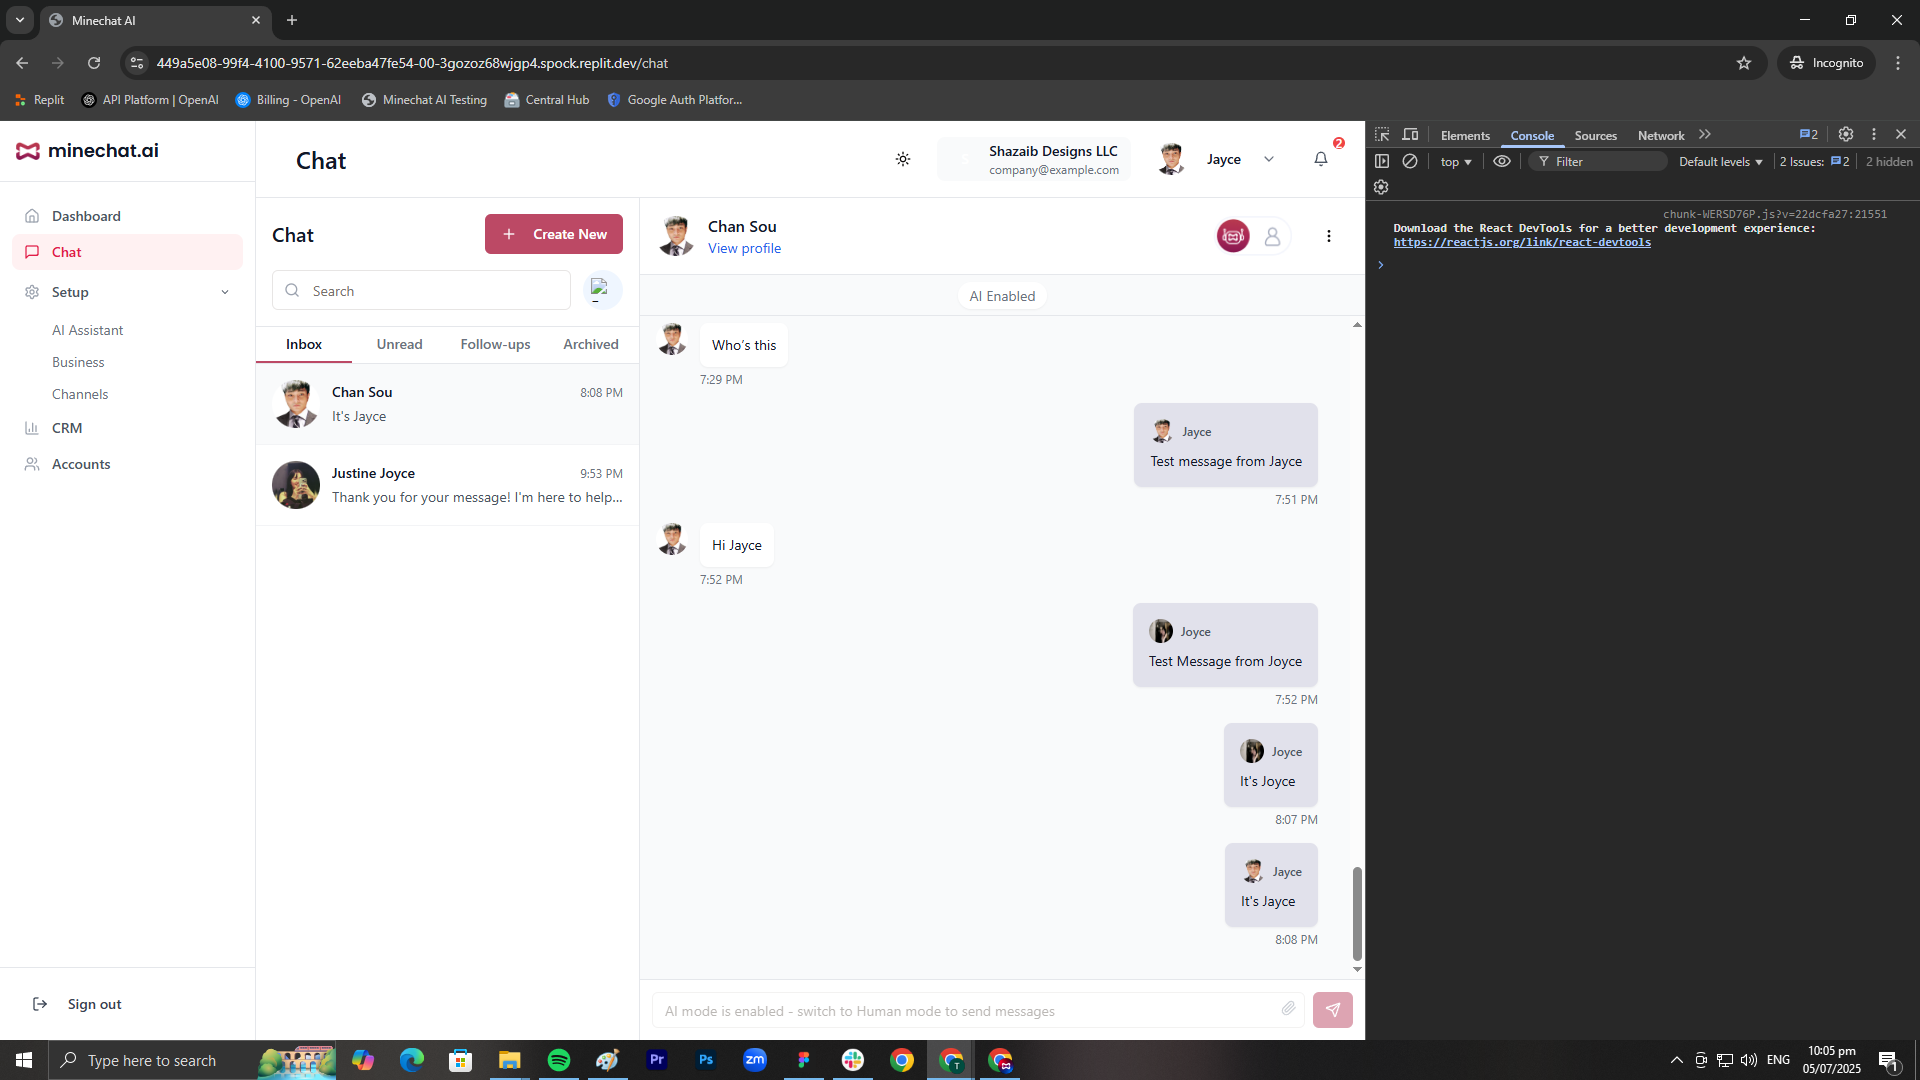 Minechat AI
449a5e08-99f4-4100-9571-62eeba47fe54-00-3gozoz68wjgp4.spock.replit.dev/chat
Incognito
Replit
API Platform | OpenAI
Billing - OpenAI
Minechat AI Testing
Central Hub
Google Auth Platfor...
minechat.ai
Dashboard
Chat
Setup
AI Assistant
Business
Channels
CRM
Accounts
Sign out
Chat
Shazaib Designs LLC
company@example.com
Jayce
2
Chat
Create New
Search
Inbox
Unread
Follow-ups
Archived
Chan Sou
8:08 PM
It's Jayce
Justine Joyce
9:53 PM
Thank you for your message! I'm here to help...
Chan Sou
View profile
AI Enabled
Who's this
7:29 PM
Jayce
Test message from Jayce
7:51 PM
Hi Jayce
7:52 PM
Joyce
Test Message from Joyce
7:52 PM
Joyce
It's Joyce
8:07 PM
Jayce
It's Jayce
8:08 PM
AI mode is enabled - switch to Human mode to send messages
Elements
Console
Sources
Network
2
top
Filter
Default levels
2 Issues:
2
2 hidden
chunk-WERSD76P.js?v=22dcfa27:21551
Download the React DevTools for a better development experience:
https://reactjs.org/link/react-devtools
Type here to search
Pr
Ps
zm
T
ENG
10:05 pm
05/07/2025
1